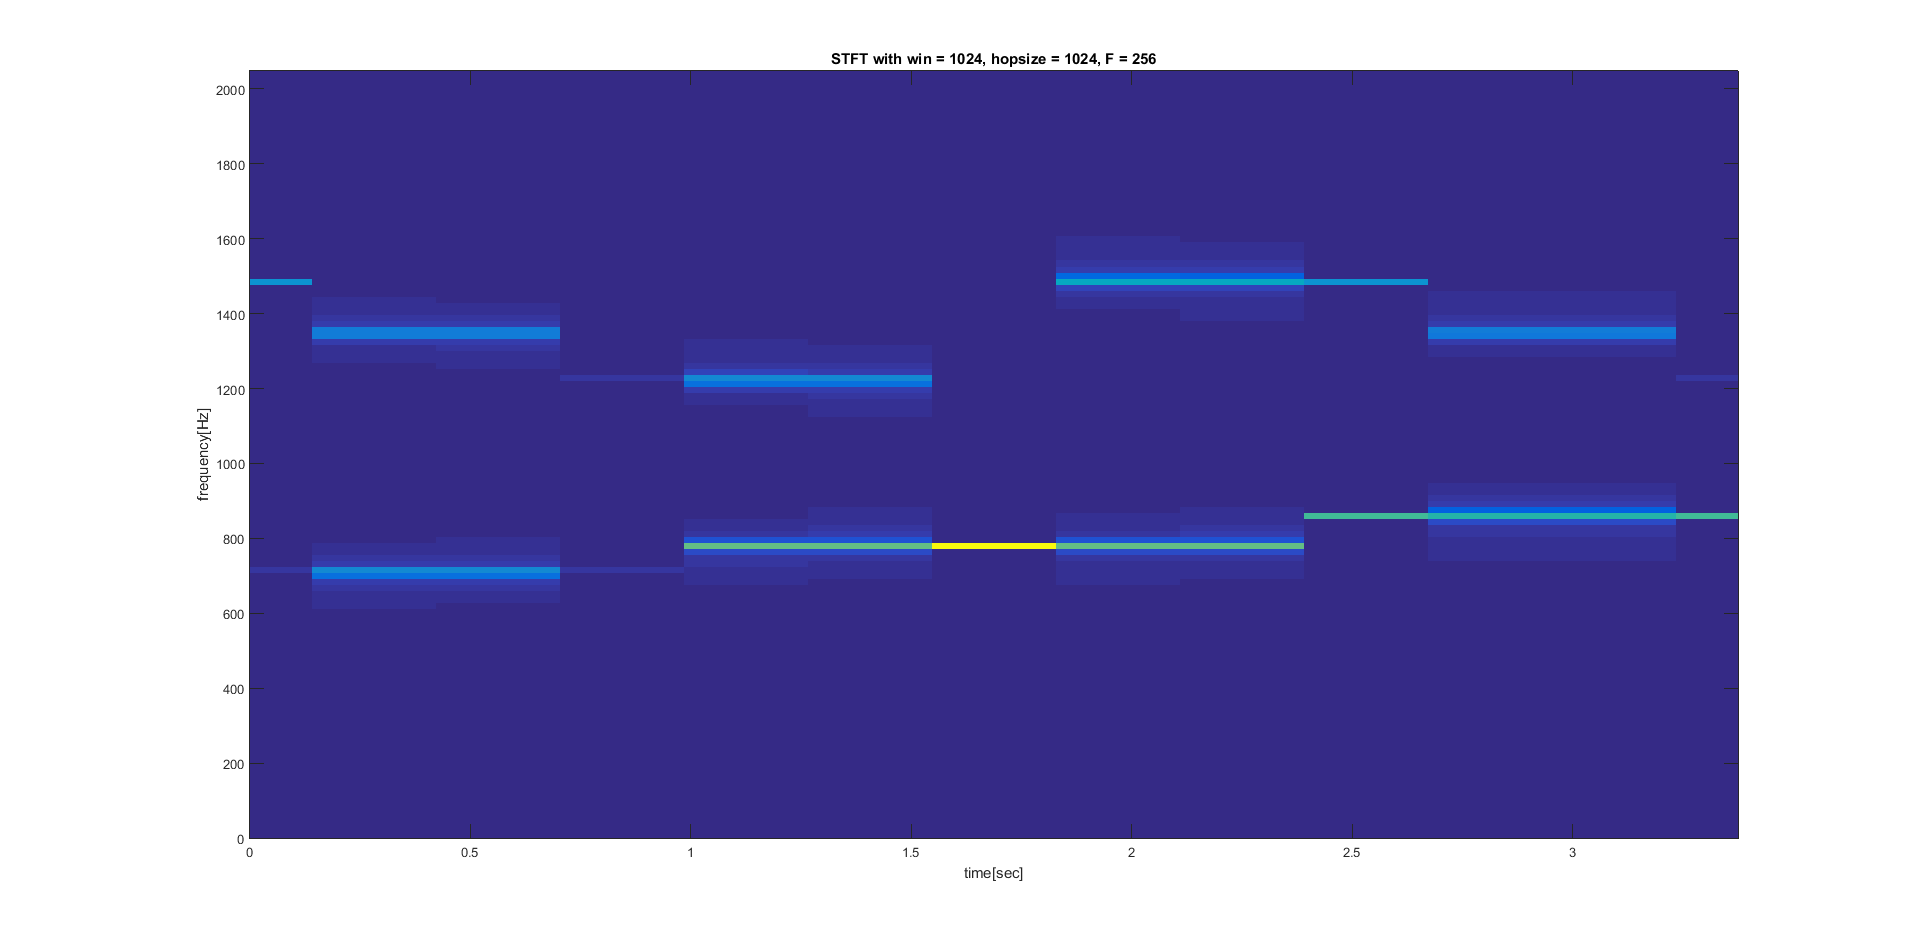 STFT with win = 1024, hopsize = 1024, F = 256
2000
1800
1600
1400
1200
1000
800
600
400
200
0
frequency[Hz]
0 0.5 1 1.5 2 2.5 3
time[sec]